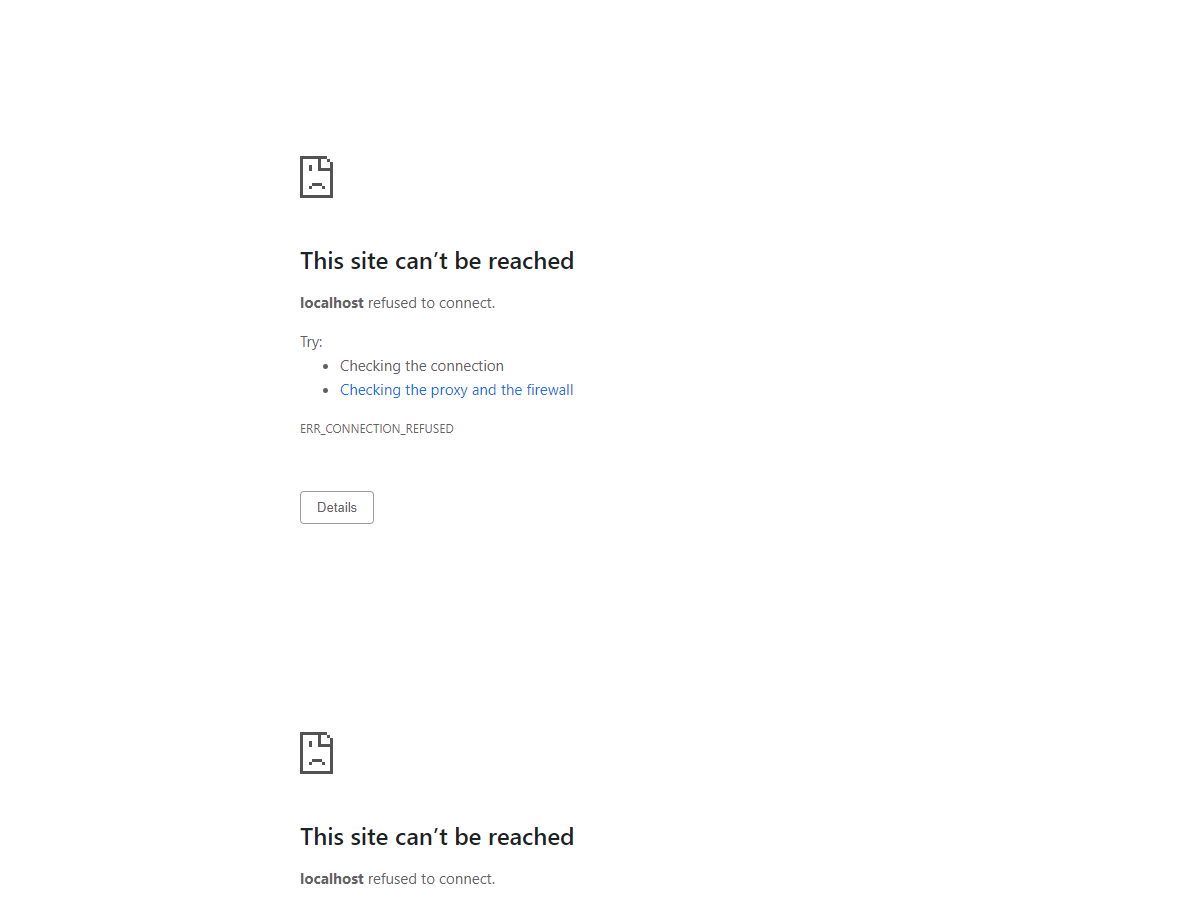 This site can’t be reached
localhost refused to connect.
Try:
Checking the connection
Checking the proxy and the firewall
ERR_CONNECTION_REFUSED
Details
This site can’t be reached
localhost refused to connect.